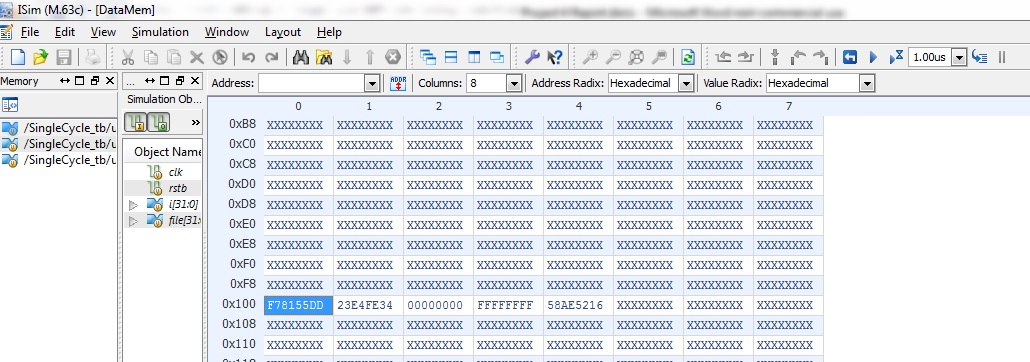 ISim (M.63c) - [DataMem]
File Edit View Simulation Window Layout Help
1.00us
Memory
Simulation Ob...
Address: Columns: 8 Address Radix: Hexadecimal Value Radix: Hexadecimal
/SingleCycle_tb/u
/SingleCycle_tb/u
/SingleCycle_tb/u
...
»
Object Name
clk
rstb
i[31:0]
file[31:
0 1 2 3 4 5 6 7
0xB8 XXXXXXXX XXXXXXXX XXXXXXXX XXXXXXXX XXXXXXXX XXXXXXXX XXXXXXXX XXXXXXXX
0xC0 XXXXXXXX XXXXXXXX XXXXXXXX XXXXXXXX XXXXXXXX XXXXXXXX XXXXXXXX XXXXXXXX
0xC8 XXXXXXXX XXXXXXXX XXXXXXXX XXXXXXXX XXXXXXXX XXXXXXXX XXXXXXXX XXXXXXXX
0xD0 XXXXXXXX XXXXXXXX XXXXXXXX XXXXXXXX XXXXXXXX XXXXXXXX XXXXXXXX XXXXXXXX
0xD8 XXXXXXXX XXXXXXXX XXXXXXXX XXXXXXXX XXXXXXXX XXXXXXXX XXXXXXXX XXXXXXXX
0xE0 XXXXXXXX XXXXXXXX XXXXXXXX XXXXXXXX XXXXXXXX XXXXXXXX XXXXXXXX XXXXXXXX
0xE8 XXXXXXXX XXXXXXXX XXXXXXXX XXXXXXXX XXXXXXXX XXXXXXXX XXXXXXXX XXXXXXXX
0xF0 XXXXXXXX XXXXXXXX XXXXXXXX XXXXXXXX XXXXXXXX XXXXXXXX XXXXXXXX XXXXXXXX
0xF8 XXXXXXXX XXXXXXXX XXXXXXXX XXXXXXXX XXXXXXXX XXXXXXXX XXXXXXXX XXXXXXXX
0x100 F78155DD 23E4FE34 00000000 FFFFFFFF 58AE5216 XXXXXXXX XXXXXXXX XXXXXXXX
0x108 XXXXXXXX XXXXXXXX XXXXXXXX XXXXXXXX XXXXXXXX XXXXXXXX XXXXXXXX XXXXXXXX
0x110 XXXXXXXX XXXXXXXX XXXXXXXX XXXXXXXX XXXXXXXX XXXXXXXX XXXXXXXX XXXXXXXX